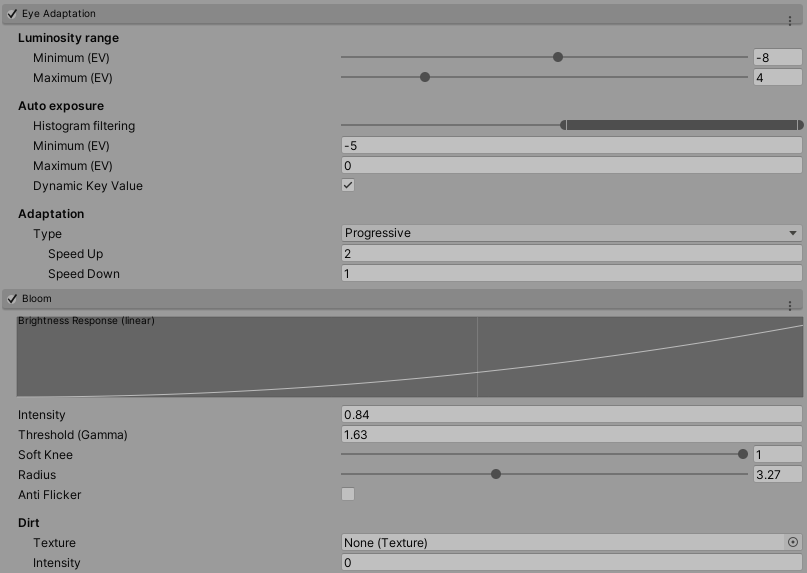 Eye Adaptation
Luminosity range
Minimum (EV) -8
Maximum (EV) 4
Auto exposure
Histogram filtering
Minimum (EV) -5
Maximum (EV) 0
Dynamic Key Value
Adaptation
Type Progressive
Speed Up 2
Speed Down 1
Bloom
Brightness Response (linear)
Intensity 0.84
Threshold (Gamma) 1.63
Soft Knee 1
Radius 3.27
Anti Flicker
Dirt
Texture None (Texture)
Intensity 0